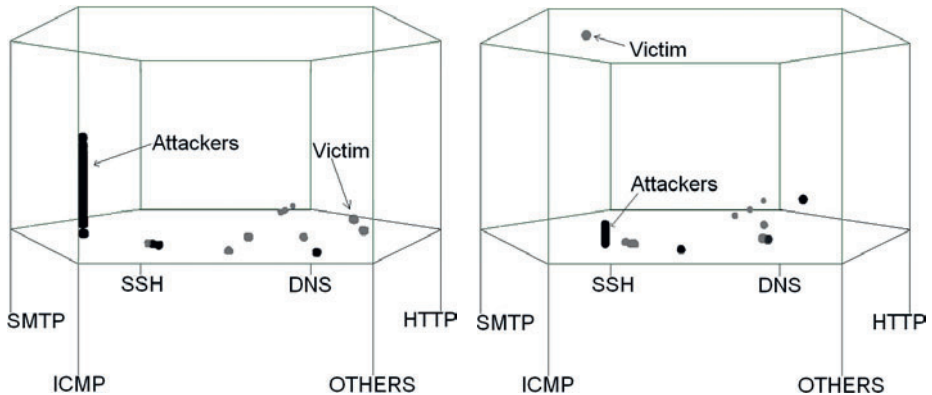 Attackers
Victim
SSH
DNS
SMTP
HTTP
ICMP
OTHERS
Victim
Attackers
SSH
DNS
SMTP
HTTP
ICMP
OTHERS